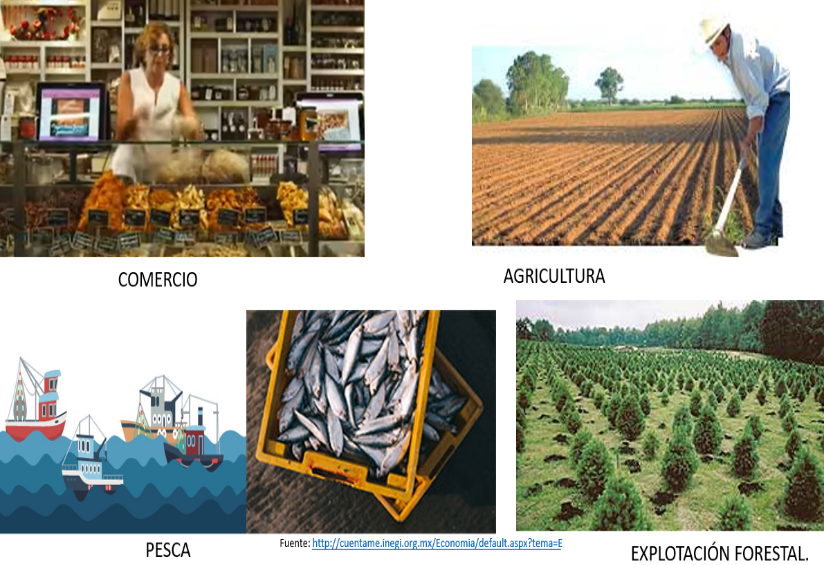 COMERCIO
AGRICULTURA
PESCA
Fuente: http://cuentame.inegi.org.mx/Economia/default.aspx?tema=E
EXPLOTACIÓN FORESTAL.